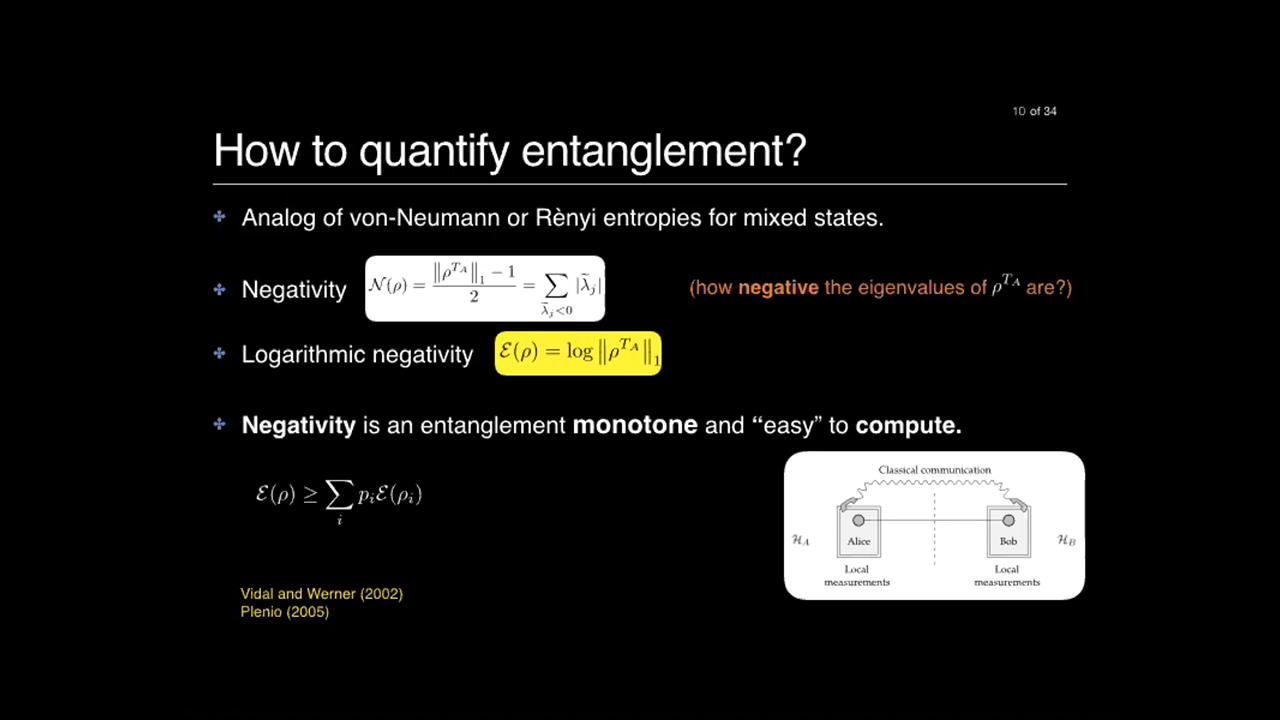 10 of 34
How to quantify entanglement?
✤ Analog of von-Neumann or Rènyi entropies for mixed states.
✤ Negativity 𝒩(ρ) = (‖ρ^{T_A}‖₁ − 1) / 2 = ∑_{λ̃_j<0} |λ̃_j| (how negative the eigenvalues of ρ^{T_A} are?)
✤ Logarithmic negativity ℰ(ρ) = log ‖ρ^{T_A}‖₁
✤ Negativity is an entanglement monotone and “easy” to compute.
ℰ(ρ) ≥ ∑_i p_i ℰ(ρ_i)
Classical communication
ℋ_A Alice Bob ℋ_B
Local Local
measurements measurements
Vidal and Werner (2002)
Plenio (2005)